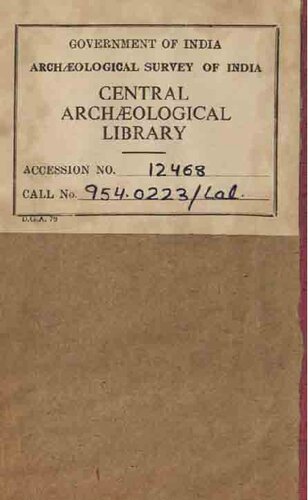 GOVERNMENT OF INDIA
ARCHÆOLOGICAL SURVEY OF INDIA
CENTRAL
ARCHÆOLOGICAL
LIBRARY
ACCESSION NO. 12468
CALL No. 954.0223/Lal.
D.G.A. 79